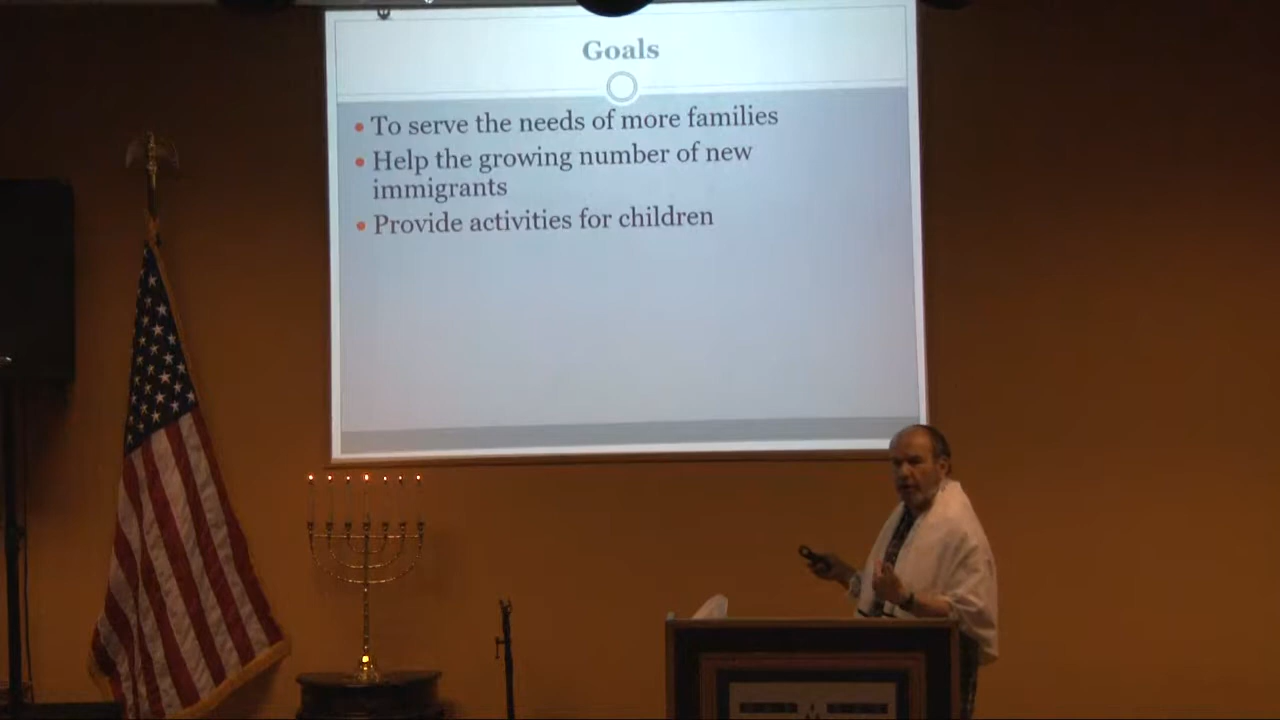 Goals
• To serve the needs of more families
• Help the growing number of new
immigrants
• Provide activities for children